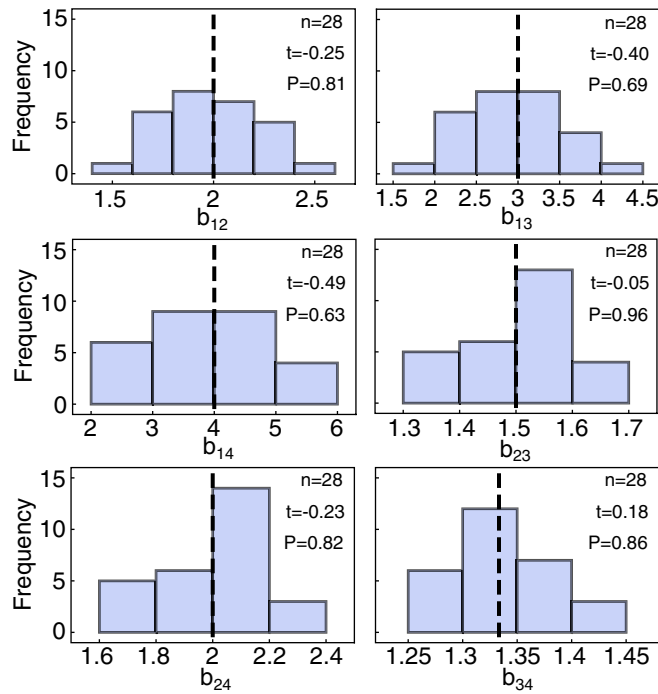 15
10
5
0
Frequency
n=28
t=-0.25
P=0.81
1.5
2
2.5
b12
n=28
t=-0.40
P=0.69
1.5
2
2.5
3
3.5
4
4.5
b13
15
10
5
0
Frequency
n=28
t=-0.49
P=0.63
2
3
4
5
6
b14
n=28
t=-0.05
P=0.96
1.3
1.4
1.5
1.6
1.7
b23
15
10
5
0
Frequency
n=28
t=-0.23
P=0.82
1.6
1.8
2
2.2
2.4
b24
n=28
t=0.18
P=0.86
1.25
1.3
1.35
1.4
1.45
b34